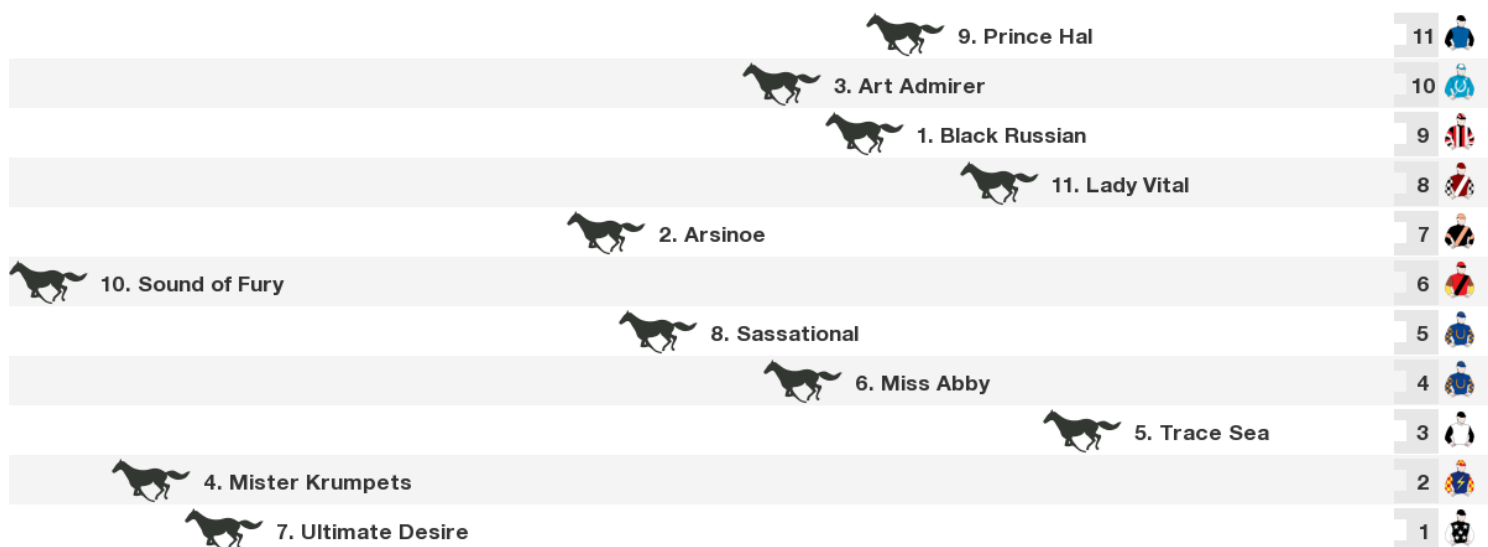 9. Prince Hal 11
3. Art Admirer 10
1. Black Russian 9
11. Lady Vital 8
2. Arsinoe 7
10. Sound of Fury 6
8. Sassational 5
6. Miss Abby 4
5. Trace Sea 3
4. Mister Krumpets 2
7. Ultimate Desire 1